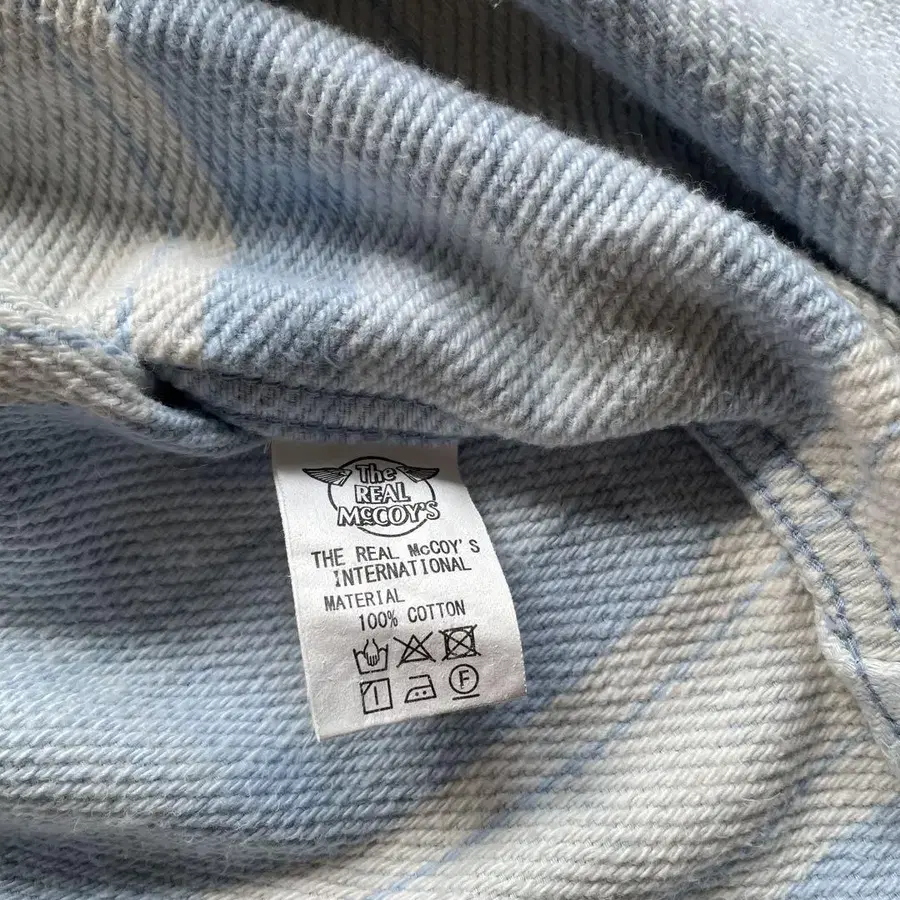 The
REAL
McCOY'S
THE REAL McCOY'S
INTERNATIONAL
MATERIAL
100% COTTON
F